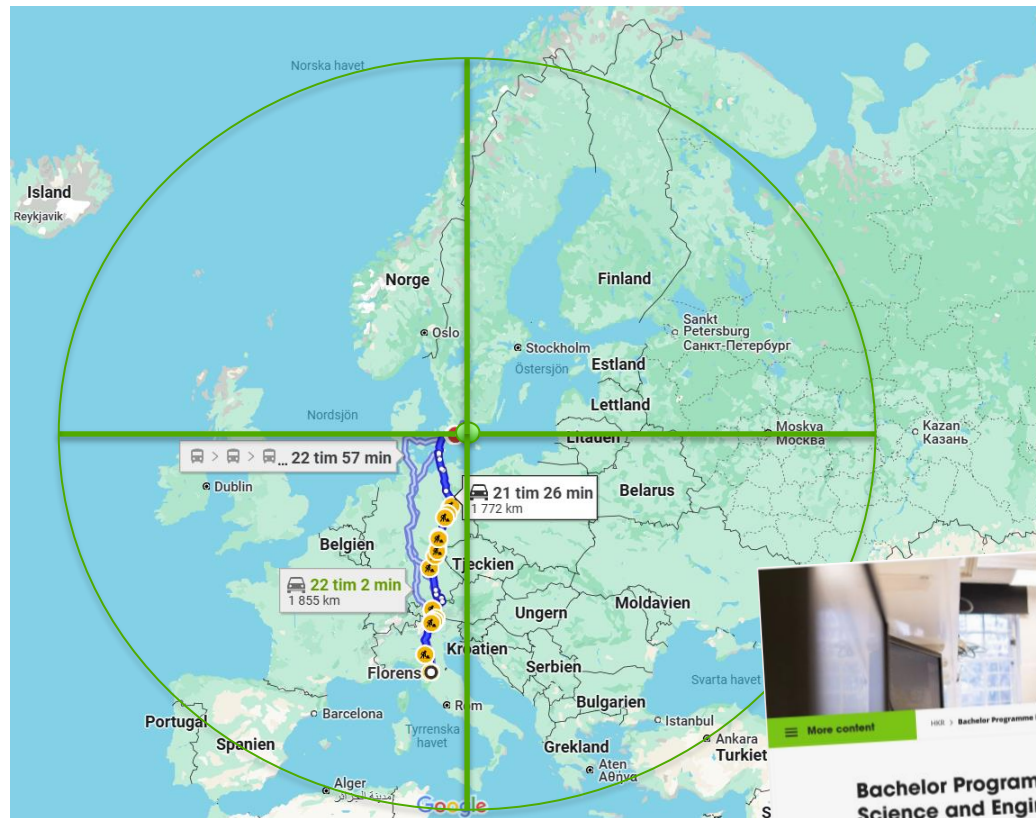 Norska havet
Island
Reykjavik
Norge
Finland
Oslo
Sankt
Petersburg
Санкт-Петербург
Stockholm
Östersjön
Estland
Lettland
Nordsjön
Litauen
Moskva
Москва
Kazan
Казань
... 22 tim 57 min
Dublin
21 tim 26 min
1 772 km
Belarus
Belgien
Tjeckien
22 tim 2 min
1 855 km
Ungern
Moldavien
Kroatien
Florens
Serbien
Svarta havet
Rom
Bulgarien
Barcelona
Istanbul
Portugal
Spanien
Tyrrenska
havet
Grekland
Ankara
Turkiet
Aten
Αθήνα
Alger
Google
S
More content
HKR > Bachelor Programme
Bachelor Program
Science and Engi